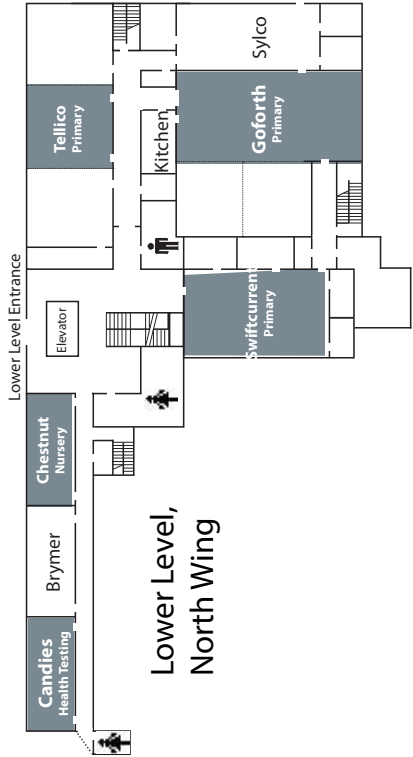 Lower Level Entrance
Candies
Health Testing
Brymer
Chestnut
Nursery
Elevator
Tellico
Primary
Kitchen
Lower Level,
North Wing
Swiftcurrent
Primary
Goforth
Primary
Sylco